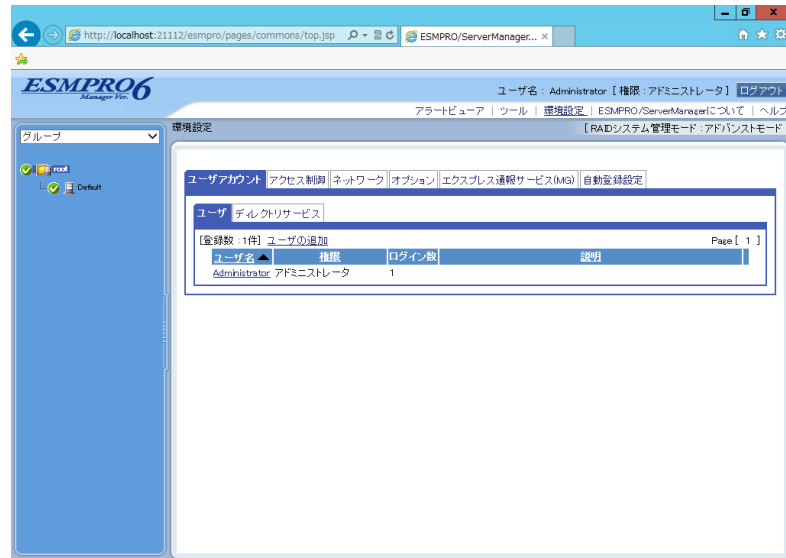 http://localhost:21112/espmro/pages/commons/top.jsp
ESMPRO/ServerManager...
ESMPRO6
Manager Ver.
ユーザ名 : Administrator [ 権限 : アドミニストレータ ] ログアウト
アラートビューア | ツール | 環境設定 | ESMPRO/ServerManagerについて | ヘルプ
グループ
環境設定
[ RAIDシステム管理モード : アドバンストモード
root
Default
ユーザアカウント アクセス制御 ネットワーク オプション エクスプレス通報サービス(MG) 自動登録設定
ユーザ ディレクトリサービス
[登録数 : 1件] ユーザの追加 Page [ 1 ]
ユーザ名▲ 権限 ログイン数 説明
Administrator アドミニストレータ 1